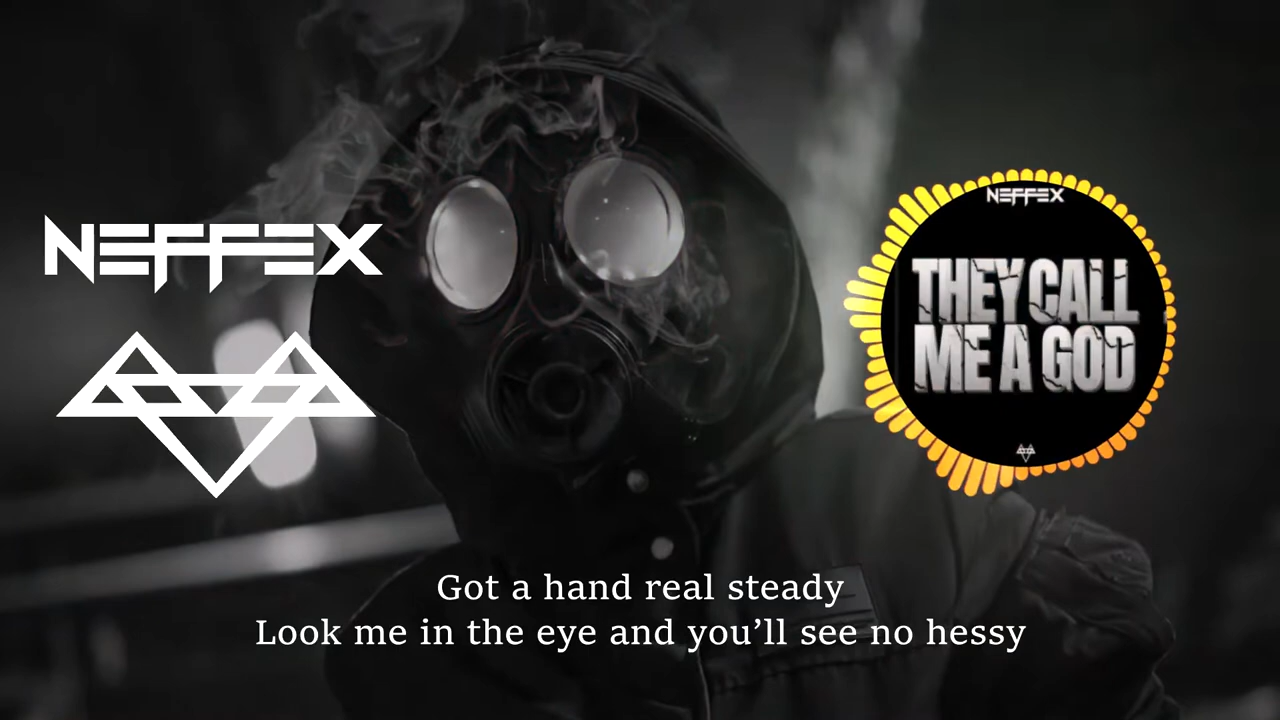 NEFFEX
NEFFEX
THEY CALL
ME A GOD
Got a hand real steady
Look me in the eye and you’ll see no hessy